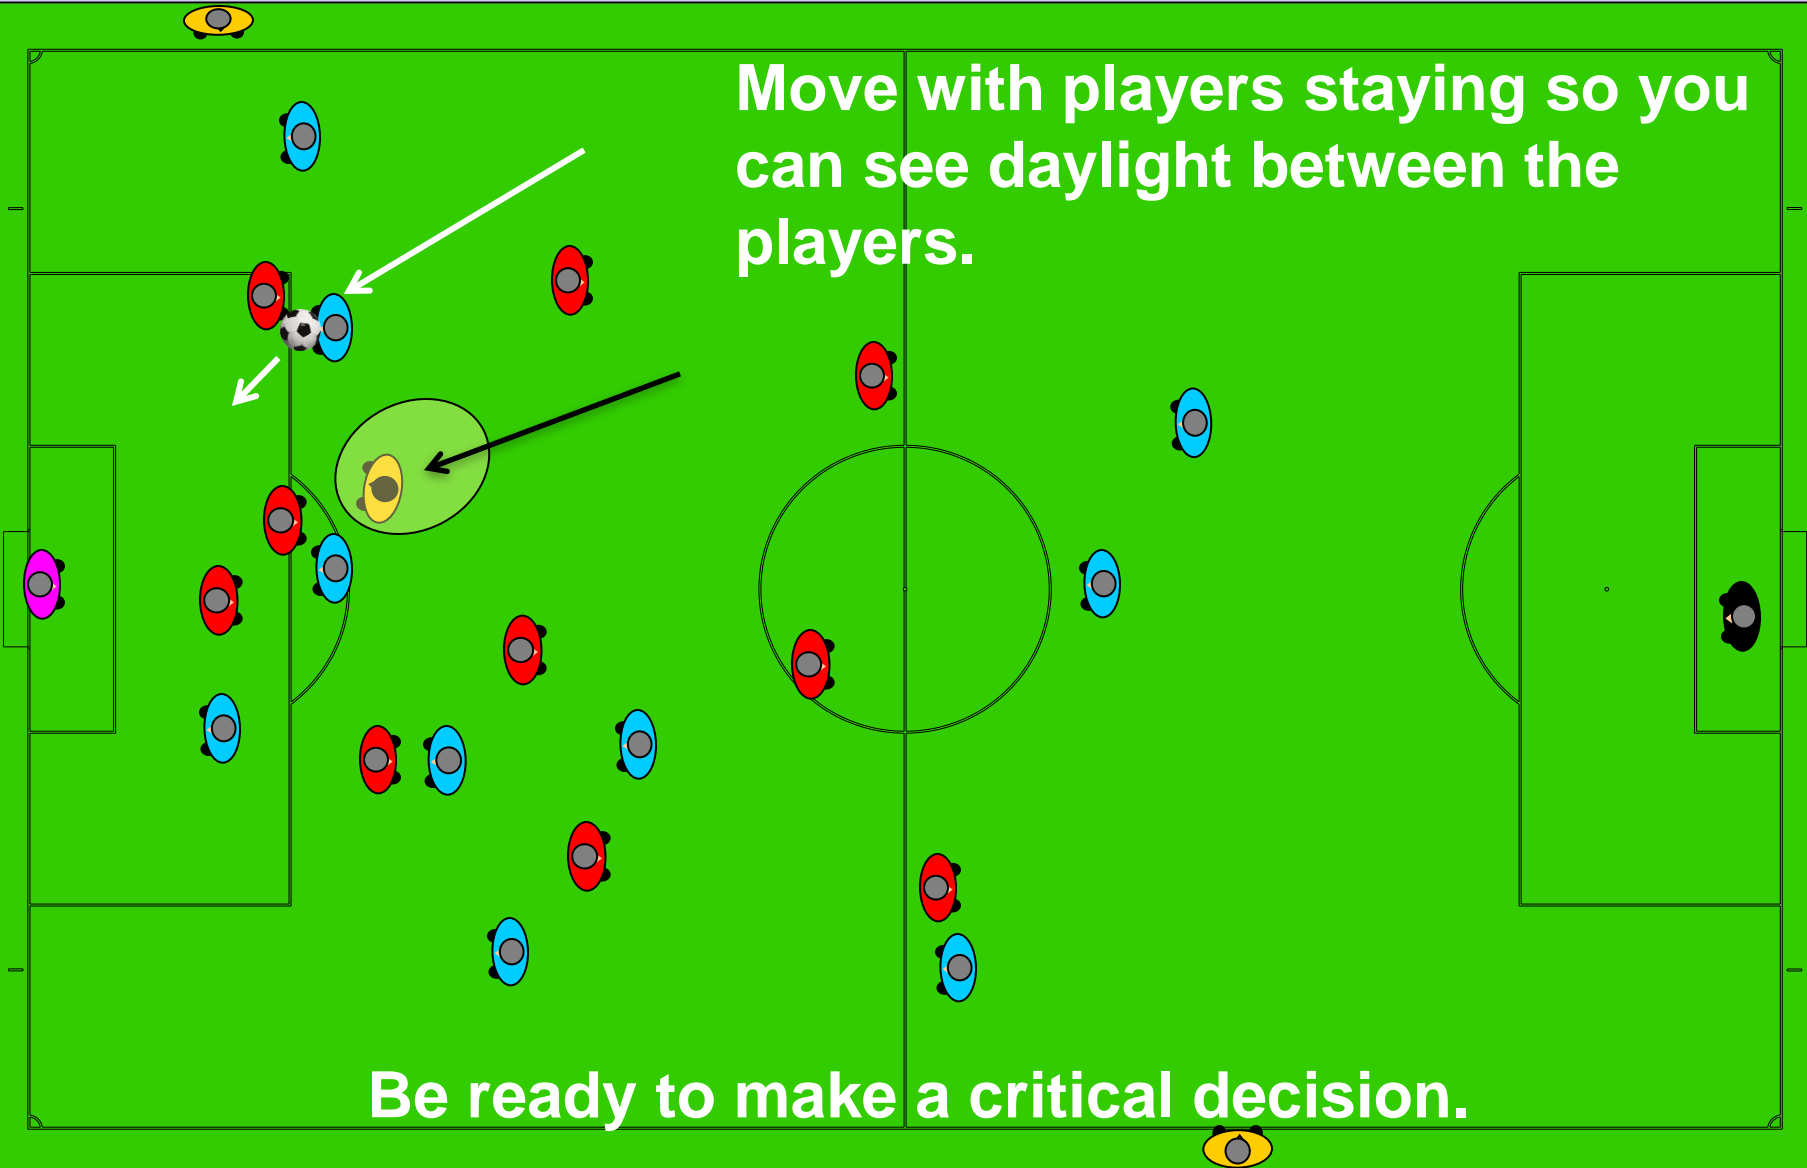 Move with players staying so you
can see daylight between the
players.
Be ready to make a critical decision.